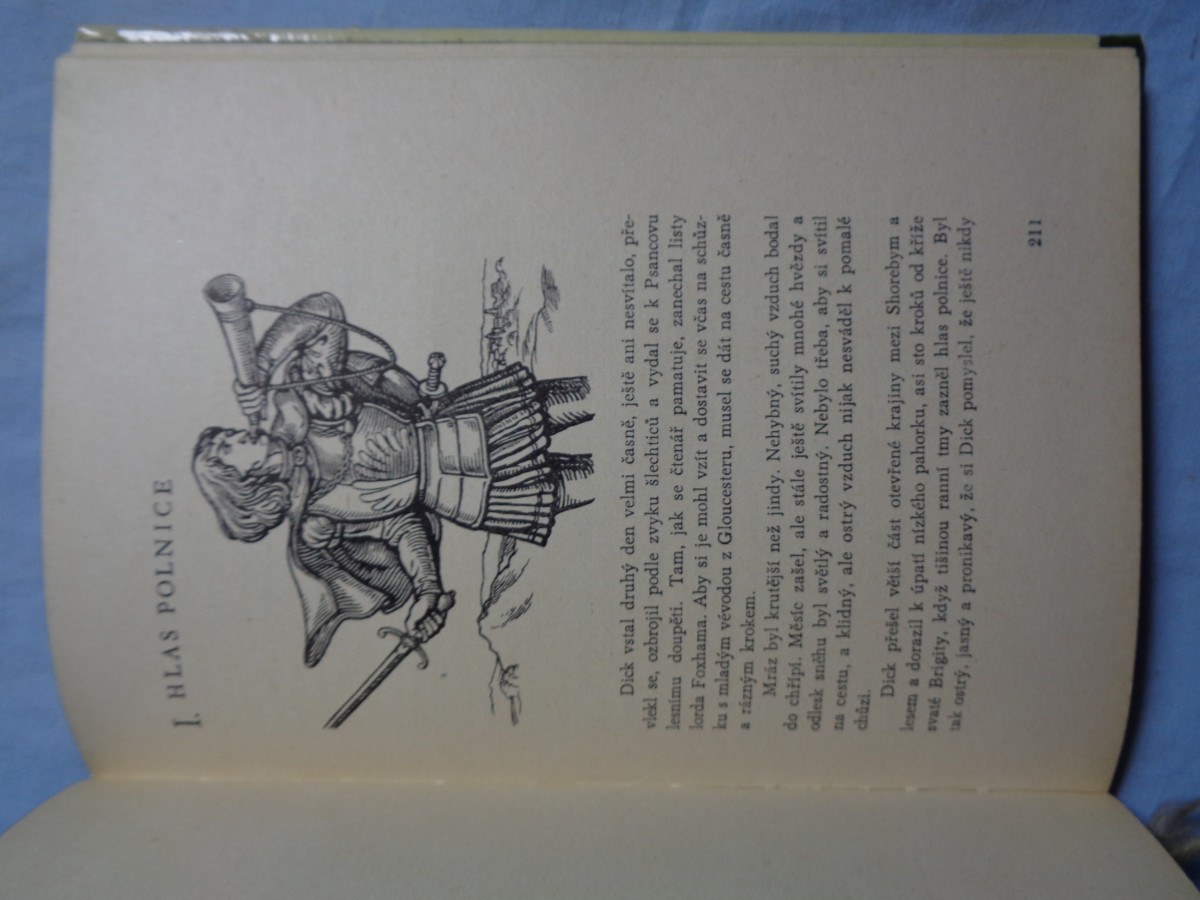 I. HLAS POLNICE
Dick vstal druhý den velmi časně, ještě ani nesvítalo, pře-
vlekl se, ozbrojil podle zvyku šlechticů a vydal se k Psancovu
lesnímu doupěti. Tam, jak se čtenář pamatuje, zanechal listy
lorda Foxhama. Aby si je mohl vzít a dostavit se včas na schůz-
ku s mladým vévodou z Gloucesteru, musel se dát na cestu časně
a rázným krokem.
Mráz byl krutější než jindy. Nehybný, suchý vzduch bodal
do chřípí. Měsíc zašel, ale stále ještě svítily mnohé hvězdy a
odlesk sněhu byl světlý a radostný. Nebylo třeba, aby si svítil
na cestu, a klidný, ale ostrý vzduch nijak nesváděl k pomalé
chůzi.
Dick přešel větší část otevřené krajiny mezi Shorebym a
lesem a dorazil k úpatí nízkého pahorku, asi sto kroků od kříže
svaté Brigity, když tišinou ranní tmy zazněl hlas polnice. Byl
tak ostrý, jasný a pronikavý, že si Dick pomyslel, že ještě nikdy
211